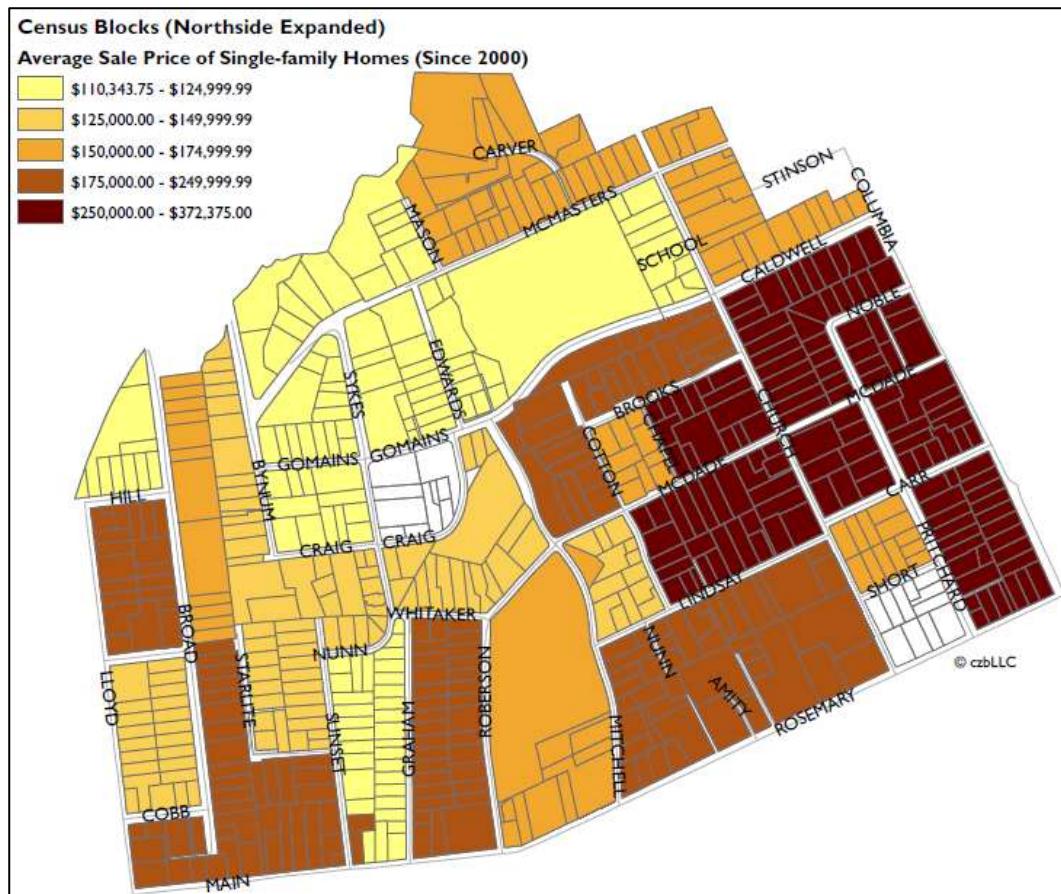 Census Blocks (Northside Expanded)
Average Sale Price of Single-family Homes (Since 2000)
$110,343.75 - $124,999.99
$125,000.00 - $149,999.99
$150,000.00 - $174,999.99
$175,000.00 - $249,999.99
$250,000.00 - $372,375.00
CARVER
STINSON
COLUMBIA
MASON
MCMASTERS
SCHOOL
CALDWELL
NOBLE
EDWARDS
SYKES
BROOKS
CHURCH
MCDADE
GOMAINS
GOMAINS
COTTON
MCDADE
BYNUM
HILL
CARR
CRAIG
CRAIG
PRITCHARD
LINDSAY
SHORT
WHITAKER
BROAD
NUNN
NUNN
STARLITE
ROBERSON
© czbLLC
LLOYD
SUNSET
GRAHAM
MITCHELL
AMITY
ROSEMARY
COBB
MAIN